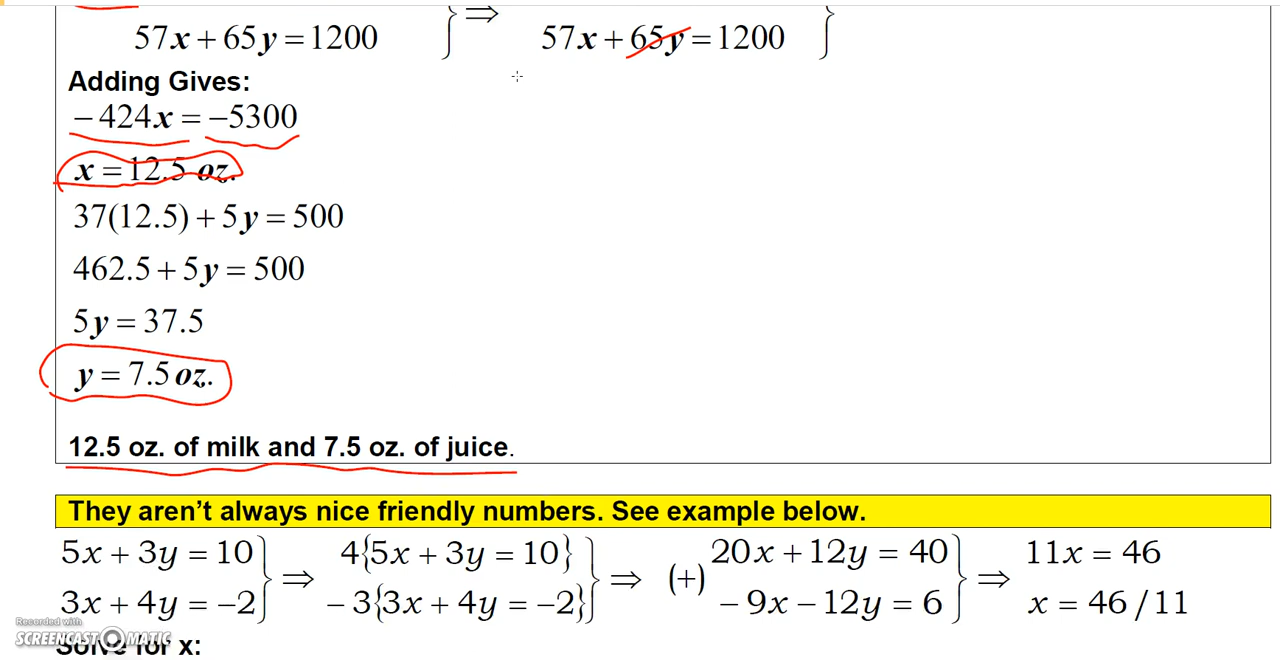 57x + 65y = 1200 ⇒ 57x + 65y = 1200
Adding Gives:
−424x = −5300
x = 12.5 oz.
37(12.5) + 5y = 500
462.5 + 5y = 500
5y = 37.5
y = 7.5 oz.
12.5 oz. of milk and 7.5 oz. of juice.
They aren't always nice friendly numbers. See example below.
5x + 3y = 10 4{5x + 3y = 10} 20x + 12y = 40 11x = 46
⇒ ⇒ (+) ⇒
3x + 4y = −2 −3{3x + 4y = −2} −9x − 12y = 6 x = 46/11
Recorded with
SCREENCAST-O-MATIC
Solve for x: